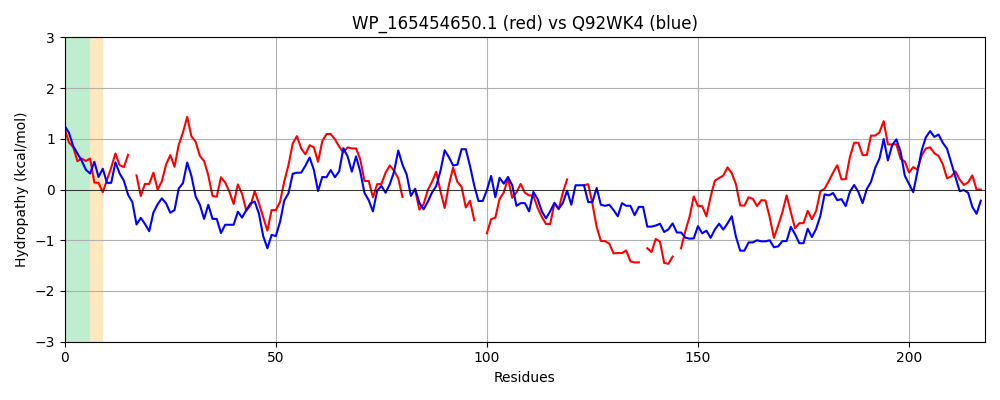 WP_165454650.1 (red) vs Q92WK4 (blue)
Hydropathy (kcal/mol)
3
2
1
0
−1
−2
−3
0 50 100 150 200
Residues